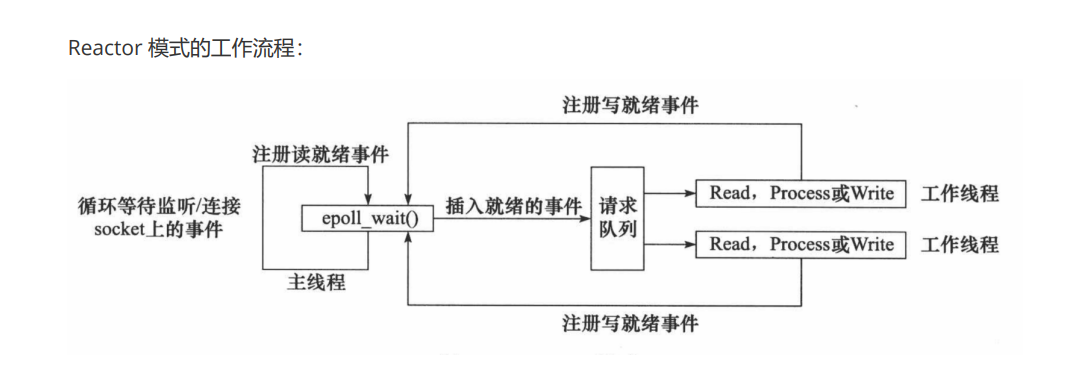 Reactor 模式的工作流程：
注册写就绪事件
注册读就绪事件
循环等待监听/连接
socket上的事件
epoll_wait()
主线程
插入就绪的事件
请求
队列
Read，Process或Write
工作线程
Read，Process或Write
工作线程
注册写就绪事件